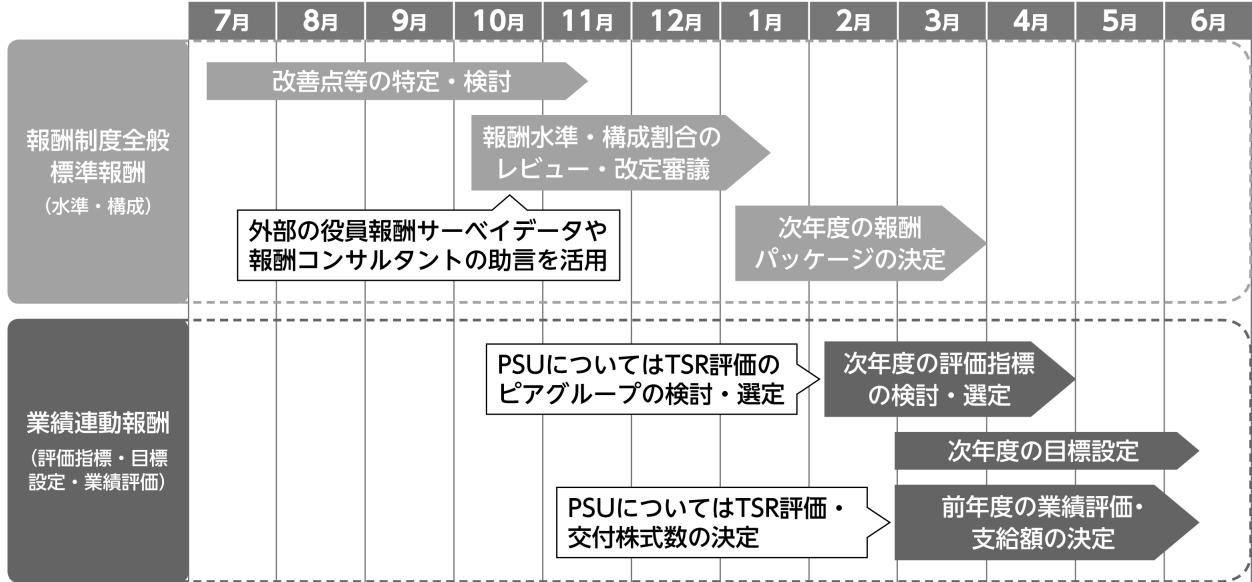 7月 8月 9月 10月 11月 12月 1月 2月 3月 4月 5月 6月
報酬制度全般
標準報酬
（水準・構成）
改善点等の特定・検討
報酬水準・構成割合の
レビュー・改定審議
外部の役員報酬サーベイデータや
報酬コンサルタントの助言を活用
次年度の報酬
パッケージの決定
業績連動報酬
（評価指標・目標
設定・業績評価）
PSUについてはTSR評価の
ピアグループの検討・選定
次年度の評価指標
の検討・選定
次年度の目標設定
PSUについてはTSR評価・
交付株式数の決定
前年度の業績評価・
支給額の決定